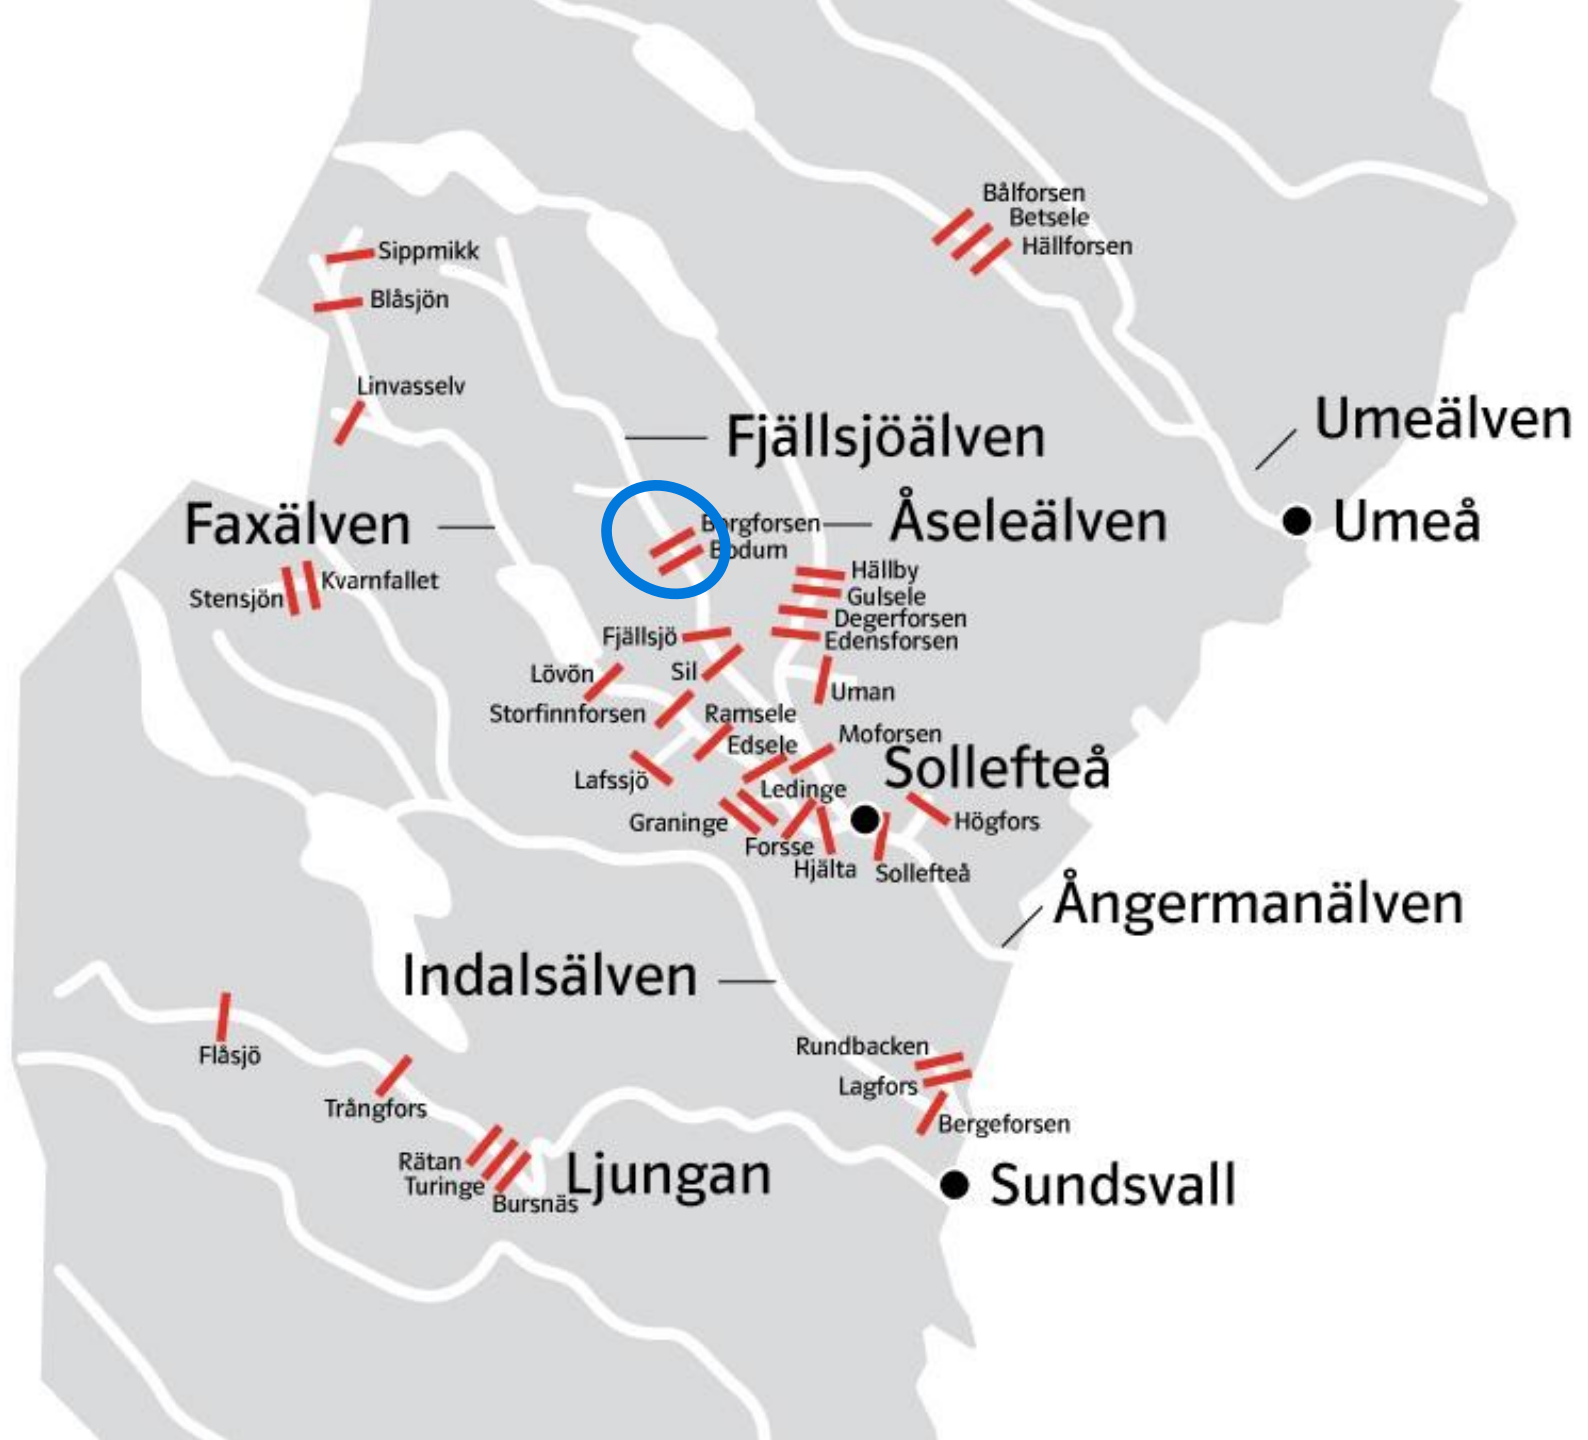 Bålforsen
Betsele
Hällforsen
Sippmikk
Blåsjön
Linvasselv
Fjällsjöälven
Umeälven
Faxälven
Borgforsen
Bodum
Åseleälven
Umeå
Stensjön
Kvarnfallet
Hällby
Gulsele
Degerforsen
Edensforsen
Fjällsjö
Sil
Lövön
Uman
Storfinnforsen
Ramsele
Edsele
Moforsen
Sollefteå
Lafssjö
Ledinge
Graninge
Högfors
Forsse
Hjälta
Sollefteå
Ångermanälven
Indalsälven
Flåsjö
Rundbacken
Lagfors
Trångfors
Bergeforsen
Rätan
Turinge
Bursnäs
Ljungan
Sundsvall